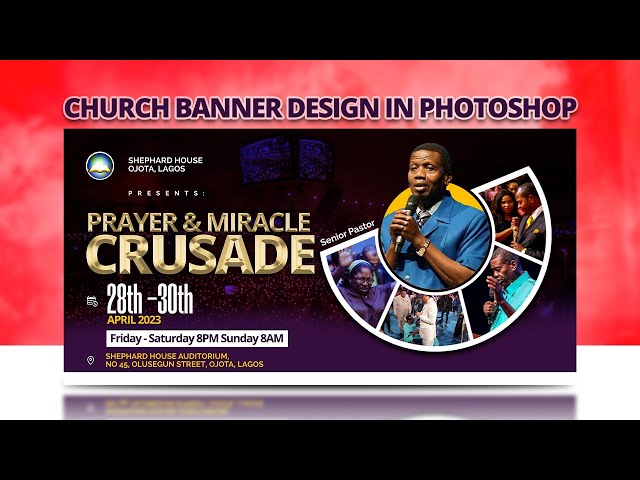 CHURCH BANNER DESIGN IN PHOTOSHOP
SHEPHARD HOUSE
OJOTA, LAGOS
PRESENTS:
PRAYER & MIRACLE
CRUSADE
28th –30th
APRIL 2023
Friday - Saturday 8PM Sunday 8AM
SHEPHARD HOUSE AUDITORIUM,
NO 45, OLUSEGUN STREET, OJOTA, LAGOS
Senior Pastor